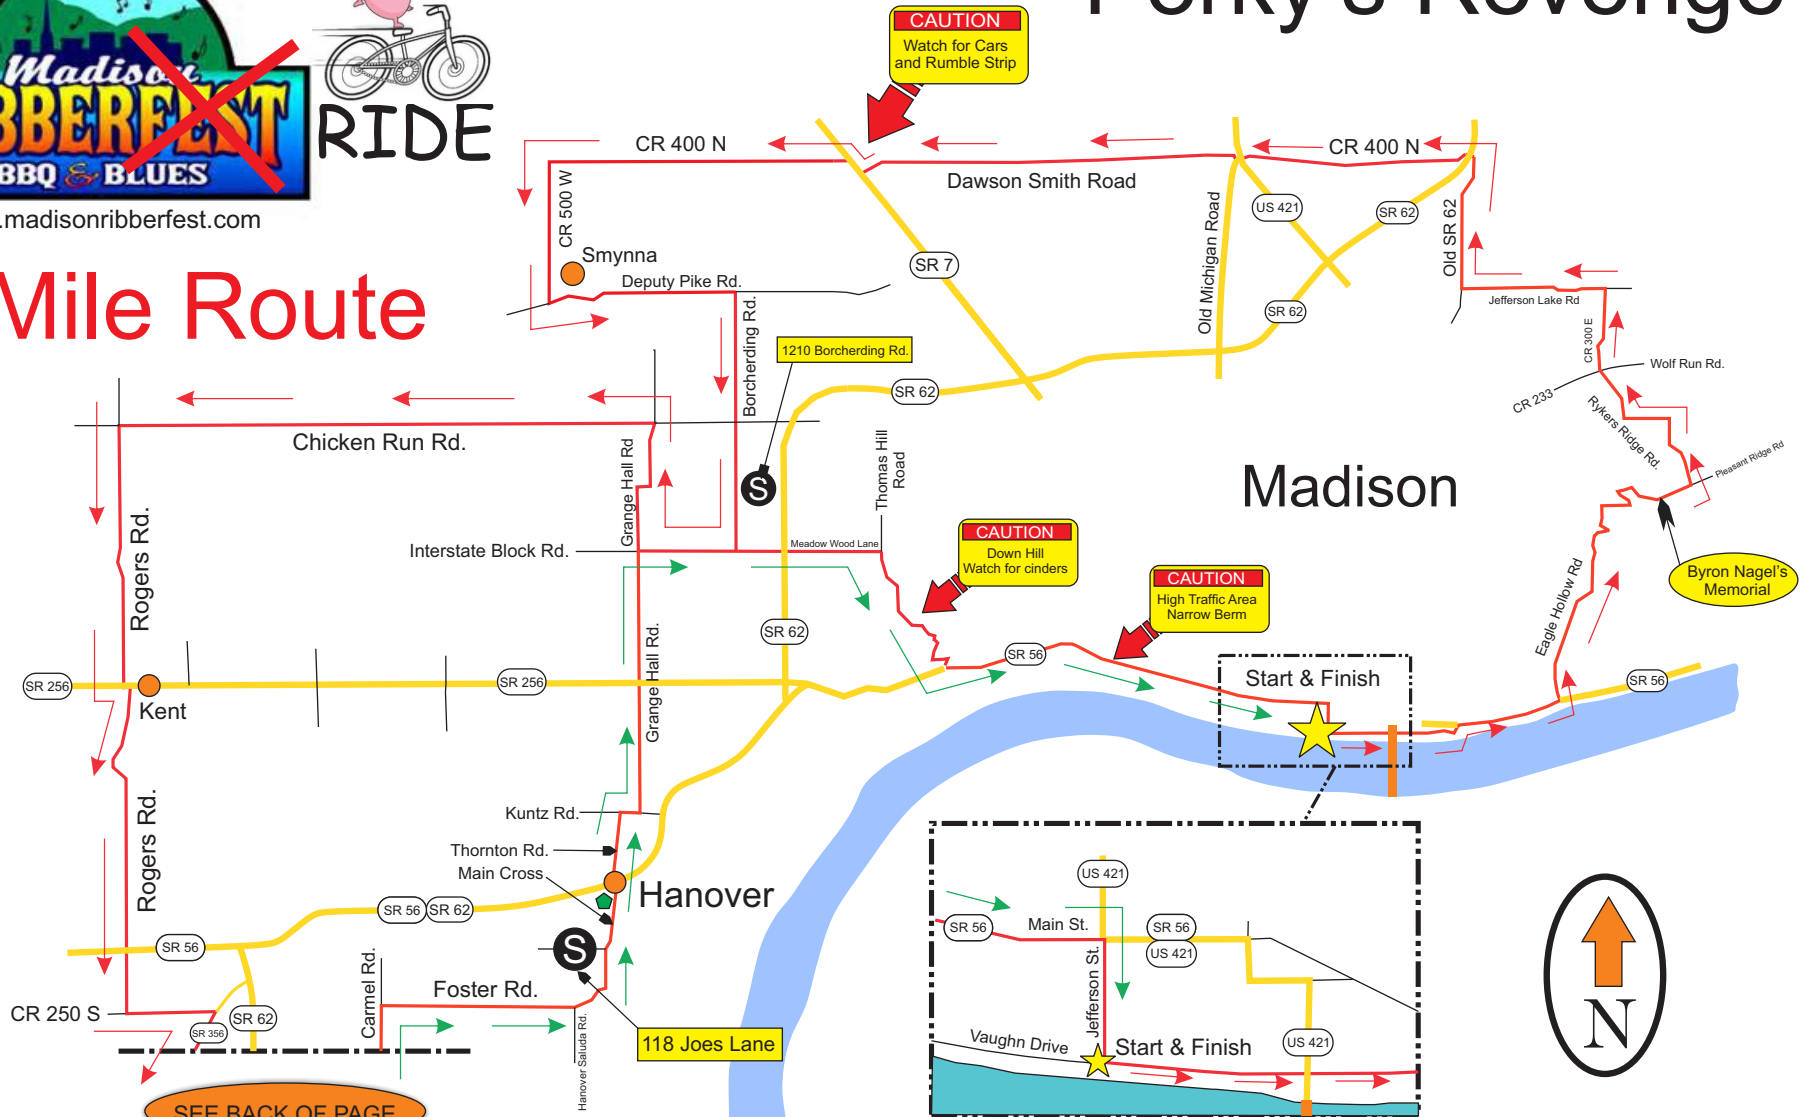 Porky's Revenge
Madison
BBERFEST
BBQ & BLUES
RIDE
.madisonribberfest.com
Mile Route
CAUTION
Watch for Cars
and Rumble Strip
CR 400 N
CR 400 N
Dawson Smith Road
CR 500 W
Smynna
Deputy Pike Rd.
Borcherding Rd.
1210 Borcherding Rd.
SR 7
Old Michigan Road
US 421
SR 62
SR 62
SR 62
Old SR 62
Jefferson Lake Rd
CR 300 E
Wolf Run Rd.
CR 233
Rykers Ridge Rd.
Pleasant Ridge Rd
Chicken Run Rd.
Grange Hall Rd
S
Thomas Hill
Road
Madison
Rogers Rd.
Interstate Block Rd.
Meadow Wood Lane
CAUTION
Down Hill
Watch for cinders
CAUTION
High Traffic Area
Narrow Berm
Eagle Hollow Rd
Byron Nagel's
Memorial
SR 62
SR 56
Start & Finish
SR 56
SR 256
Kent
SR 256
Grange Hall Rd.
Kuntz Rd.
Thornton Rd.
Main Cross
Hanover
Rogers Rd.
SR 56
SR 62
SR 56
S
Carmel Rd.
Foster Rd.
CR 250 S
SR 356
SR 62
Hanover Saluda Rd.
118 Joes Lane
SEE BACK OF PAGE
US 421
SR 56
Main St.
SR 56
US 421
Jefferson St.
Vaughn Drive
Start & Finish
US 421
N